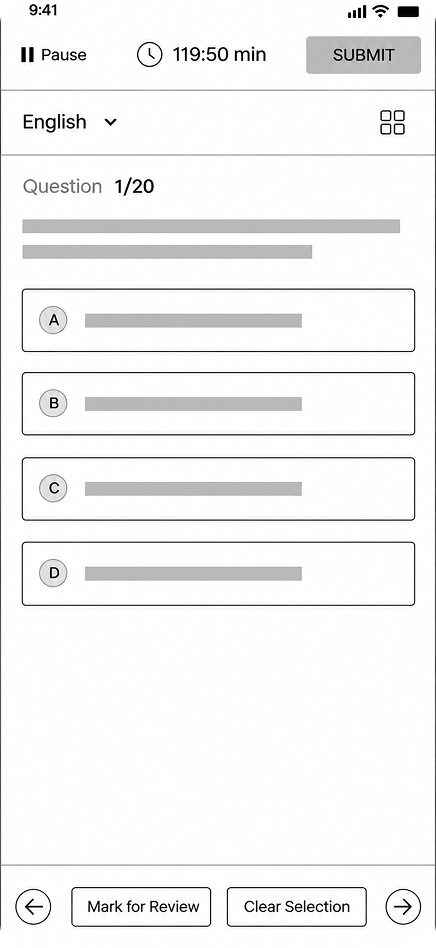 9:41
Pause 119:50 min SUBMIT
English
Question 1/20
A
B
C
D
Mark for Review Clear Selection